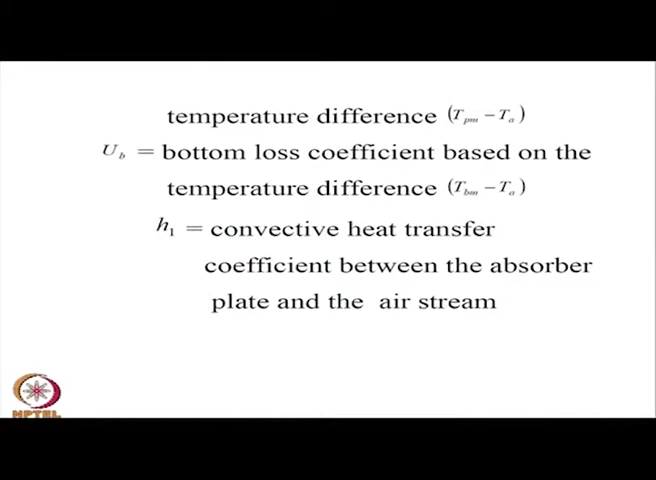 temperature difference (T_pm − T_a)
U_b = bottom loss coefficient based on the
temperature difference (T_bm − T_a)
h_1 = convective heat transfer
coefficient between the absorber
plate and the air stream
NPTEL